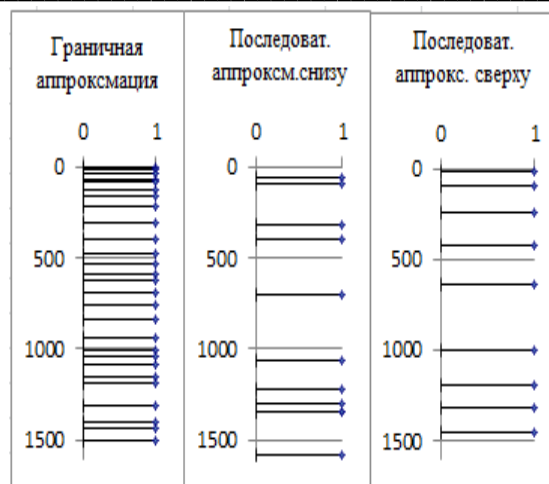 Граничная
аппроксмация
0 1
0
500
1000
1500
Последоват.
аппроксм.снизу
0 1
0
500
1000
1500
Последоват.
аппрокс. сверху
0 1
0
500
1000
1500